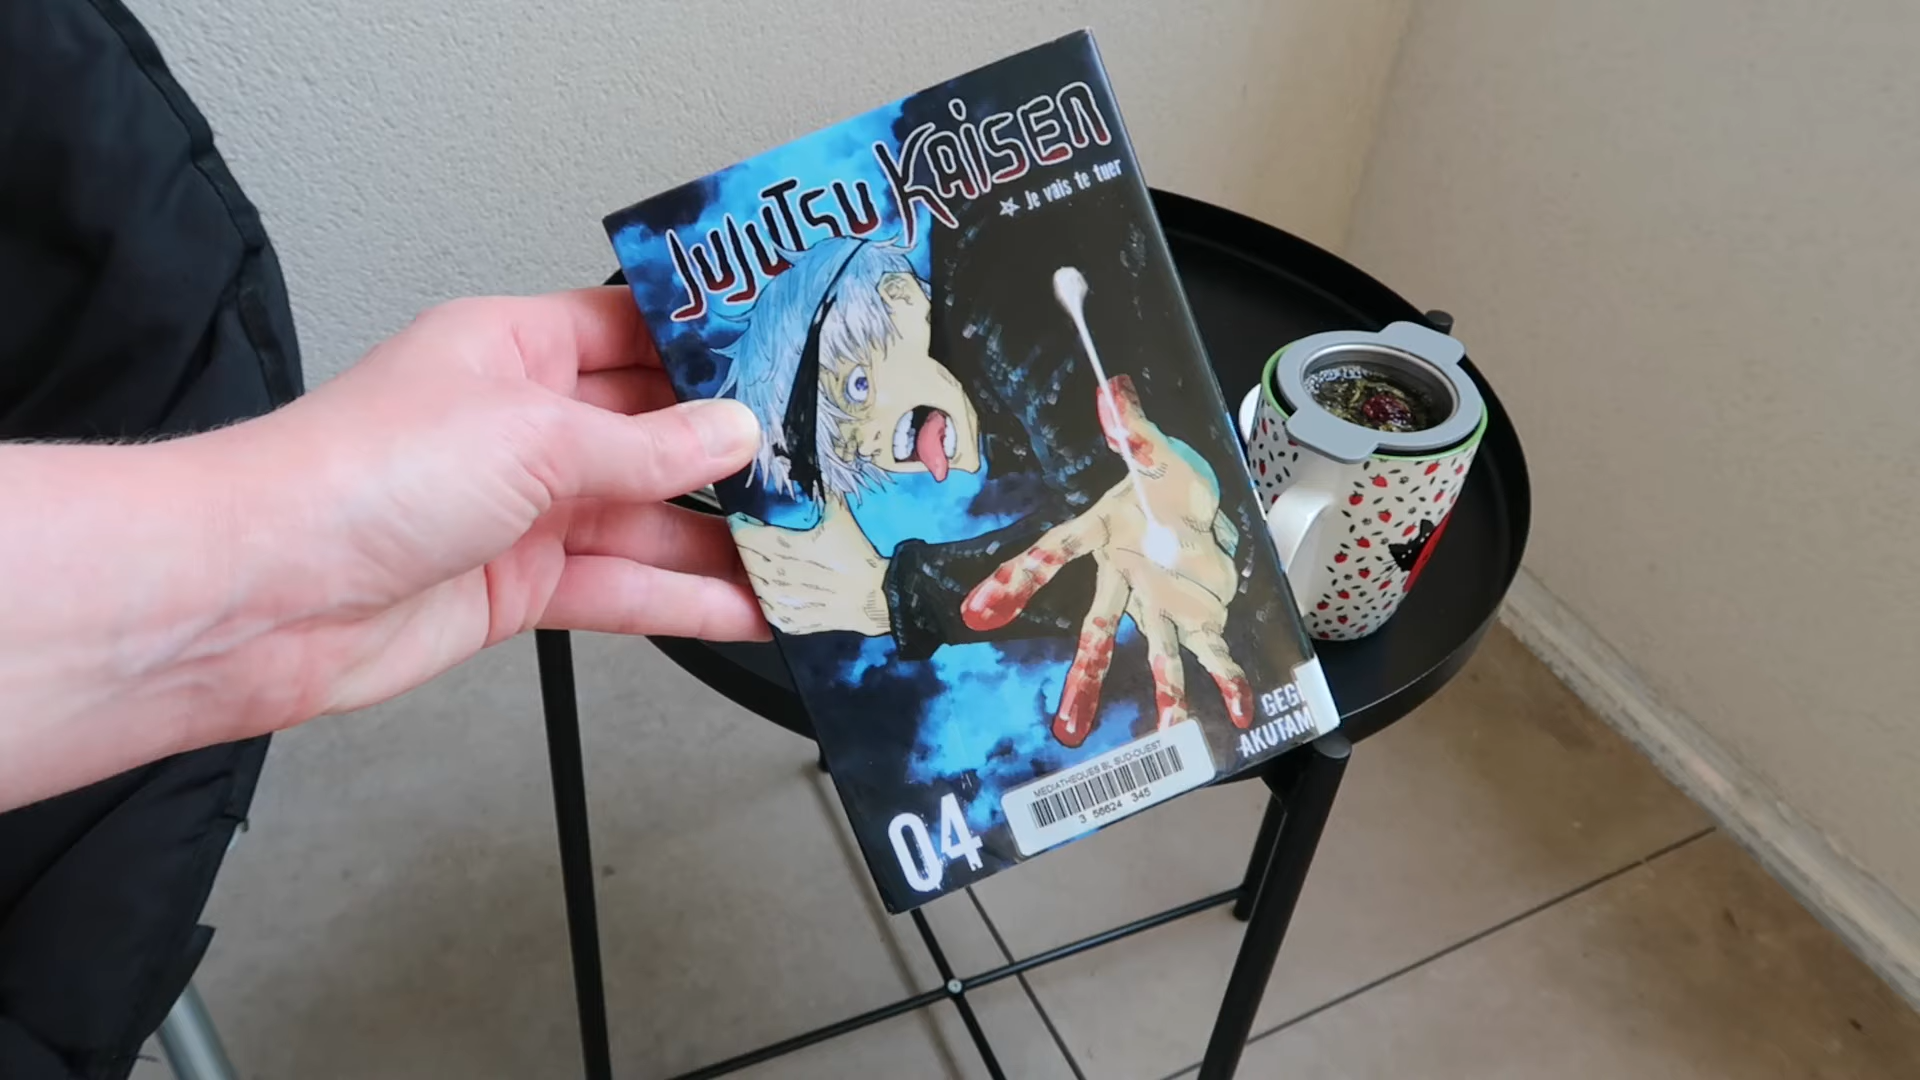 JUJUTSU KAISEN
Je vais te tuer
GEGE
AKUTAM
MEDIATHEQUES BL SUD-OUEST
3 56624 345
04